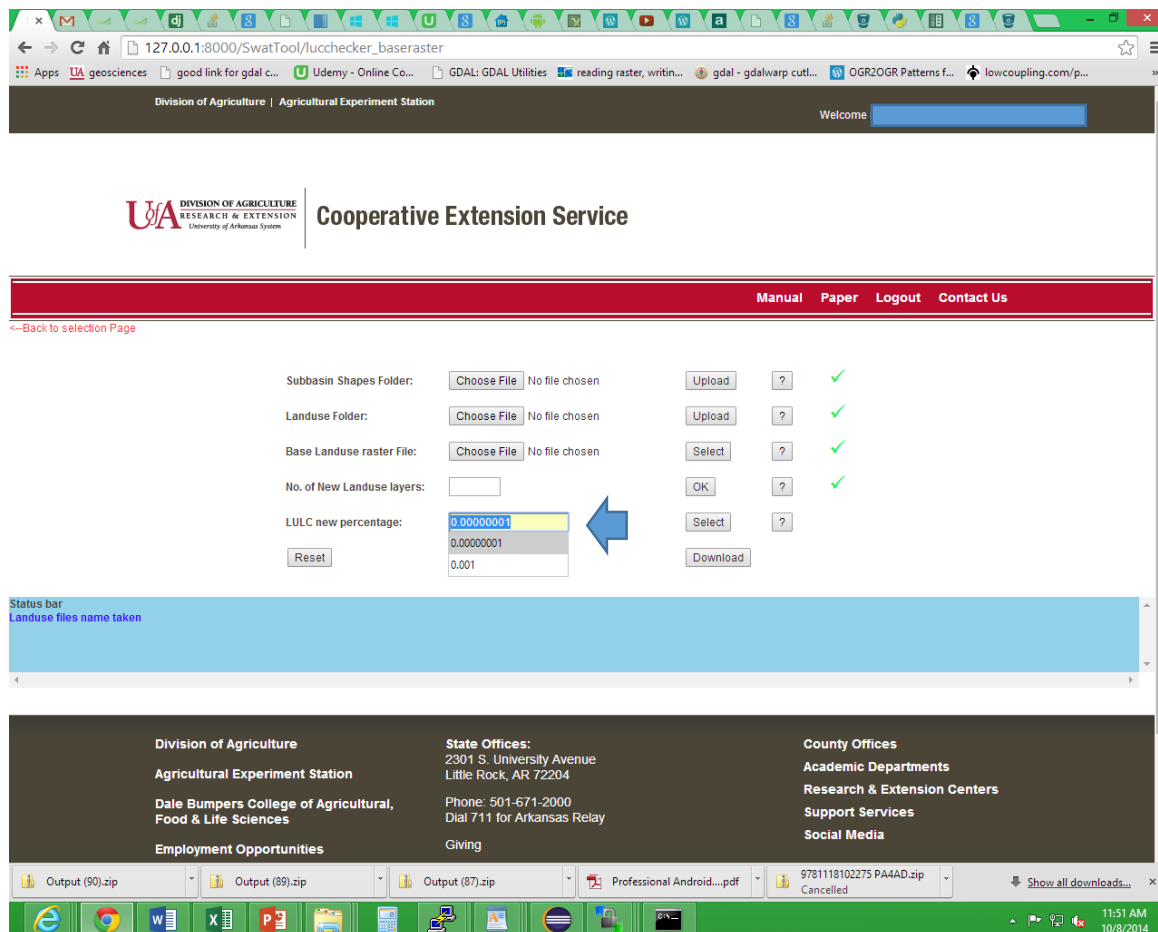 127.0.0.1:8000/SwatTool/lucchecker_baseraster
Apps UA geosciences good link for gdal c... Udemy - Online Co... GDAL: GDAL Utilities reading raster, writin... gdal - gdalwarp cutl... OGR2OGR Patterns f... lowcoupling.com/p... »
Division of Agriculture | Agricultural Experiment Station
Welcome
UofA DIVISION OF AGRICULTURE
RESEARCH & EXTENSION
University of Arkansas System
Cooperative Extension Service
Manual Paper Logout Contact Us
<--Back to selection Page
Subbasin Shapes Folder: Choose File No file chosen Upload ?
Landuse Folder: Choose File No file chosen Upload ?
Base Landuse raster File: Choose File No file chosen Select ?
No. of New Landuse layers: OK ?
LULC new percentage: 0.00000001 Select ?
0.00000001
Reset Download
0.001
Status bar
Landuse files name taken
Division of Agriculture
Agricultural Experiment Station
Dale Bumpers College of Agricultural,
Food & Life Sciences
Employment Opportunities
State Offices:
2301 S. University Avenue
Little Rock, AR 72204
Phone: 501-671-2000
Dial 711 for Arkansas Relay
Giving
County Offices
Academic Departments
Research & Extension Centers
Support Services
Social Media
Output (90).zip Output (89).zip Output (87).zip Professional Android....pdf 9781118102275 PA4AD.zip
Cancelled
Show all downloads...
11:51 AM
10/8/2014